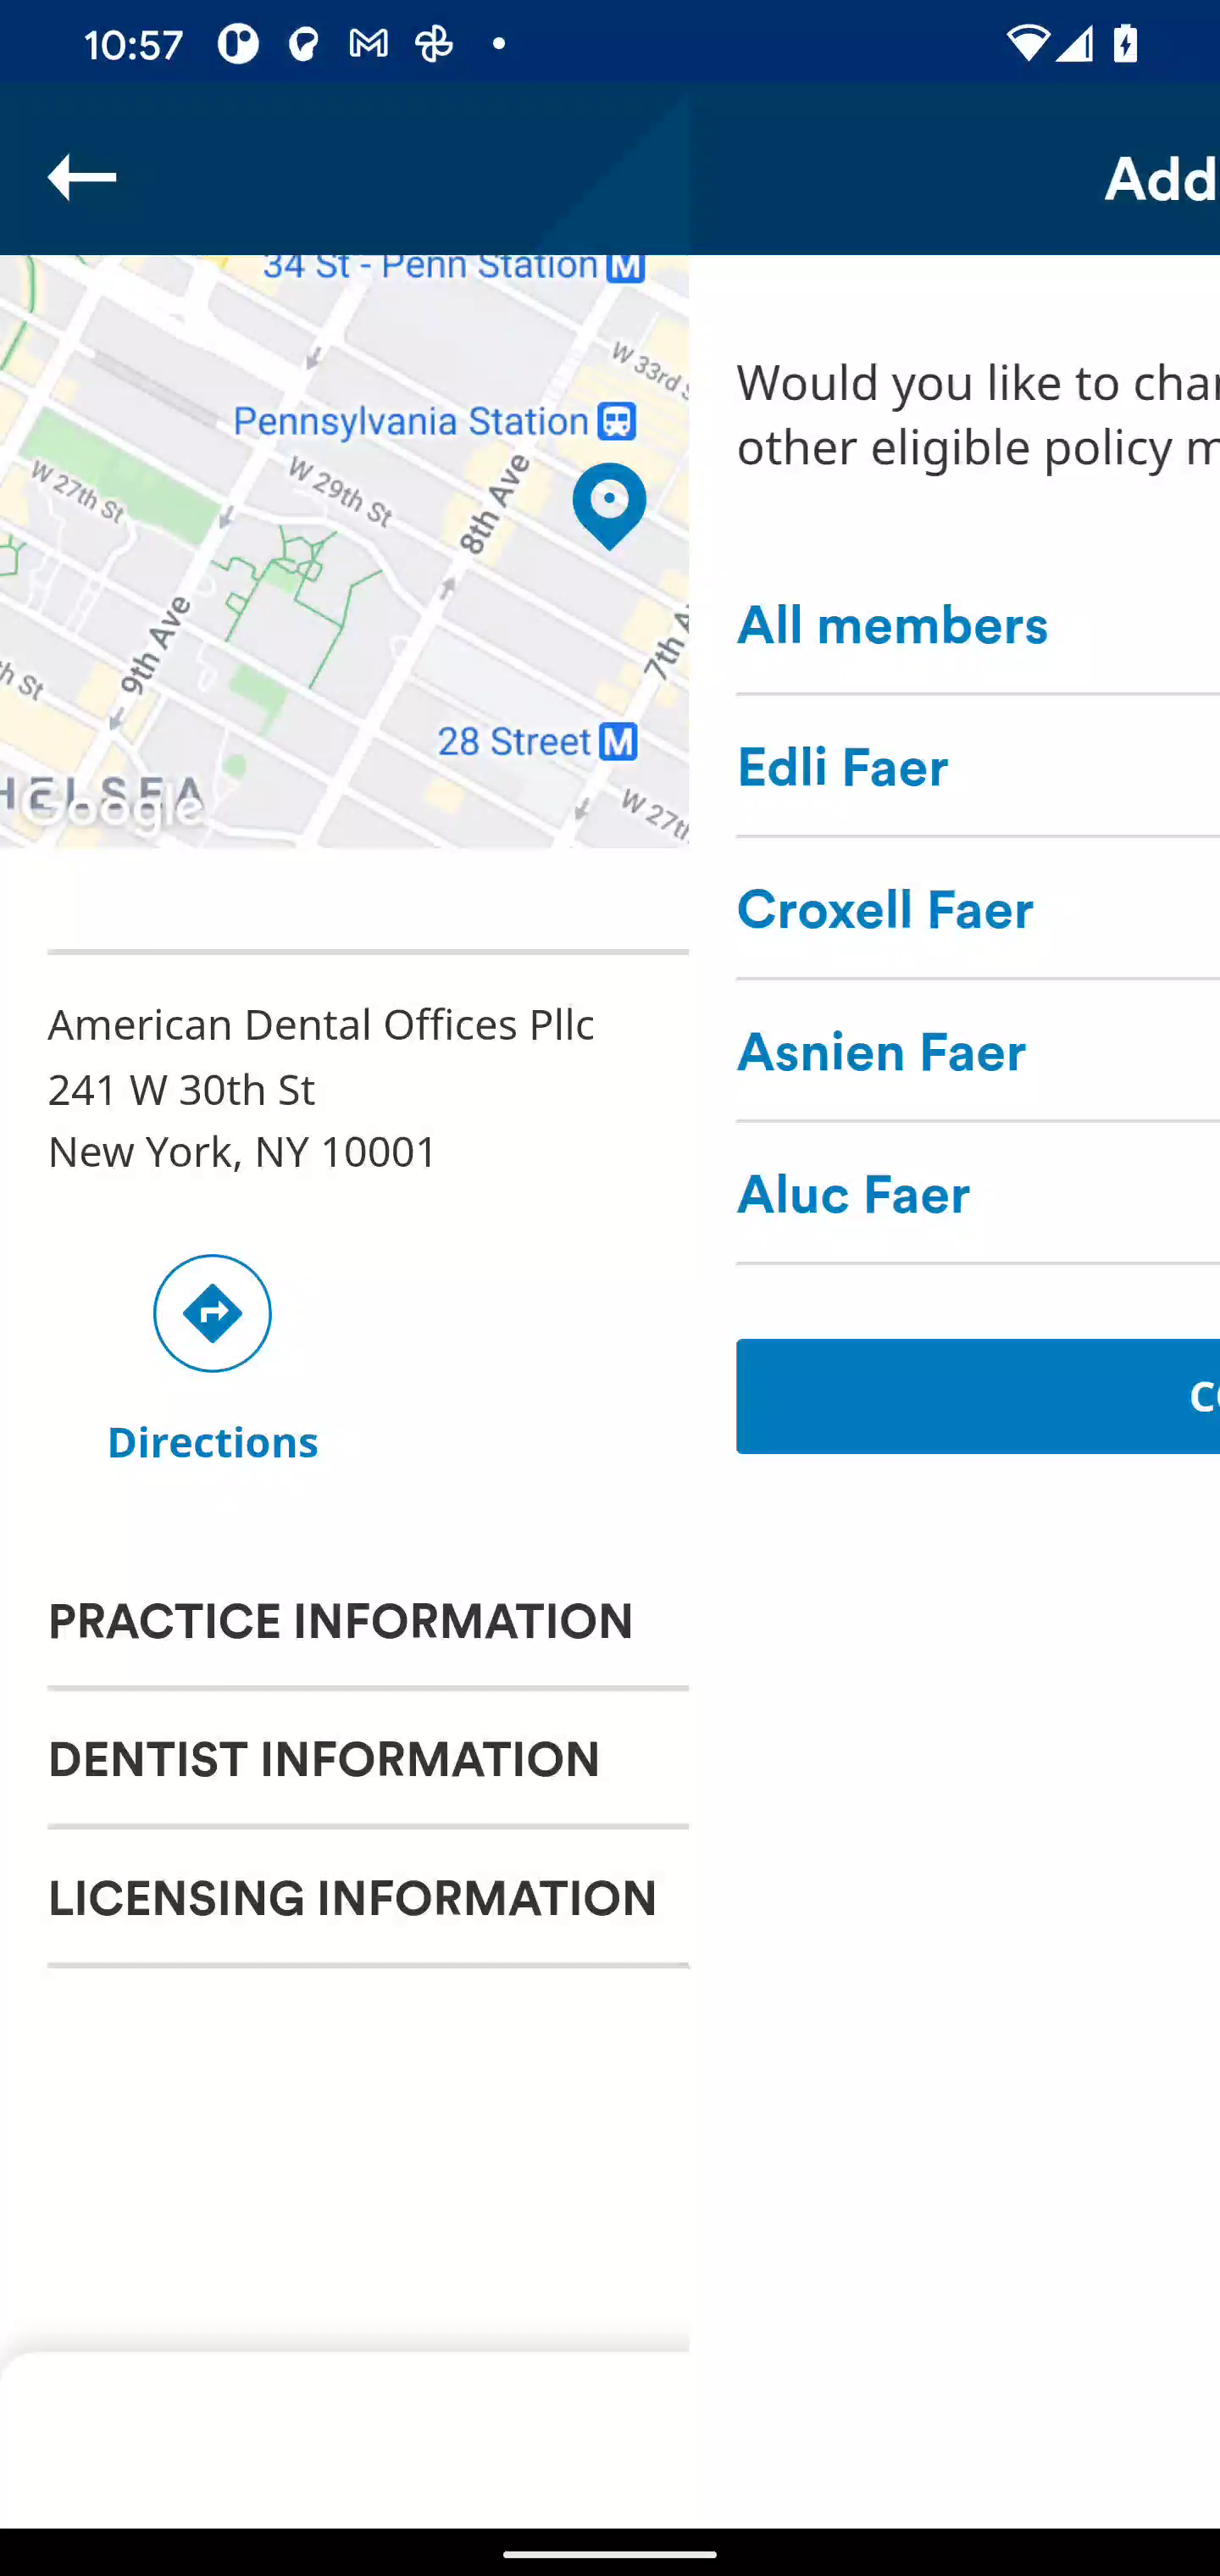 10:57
Add
34 St - Penn Station M
W 33rd
Pennsylvania Station
W 27th St
W 29th St
8th Ave
9th Ave
7th A
th St
28 Street M
W 27th
HELSEA
Google
American Dental Offices Pllc
241 W 30th St
New York, NY 10001
Directions
PRACTICE INFORMATION
DENTIST INFORMATION
LICENSING INFORMATION
Would you like to
other eligible policy
All members
Edli Faer
Croxell Faer
Asnien Faer
Aluc Faer